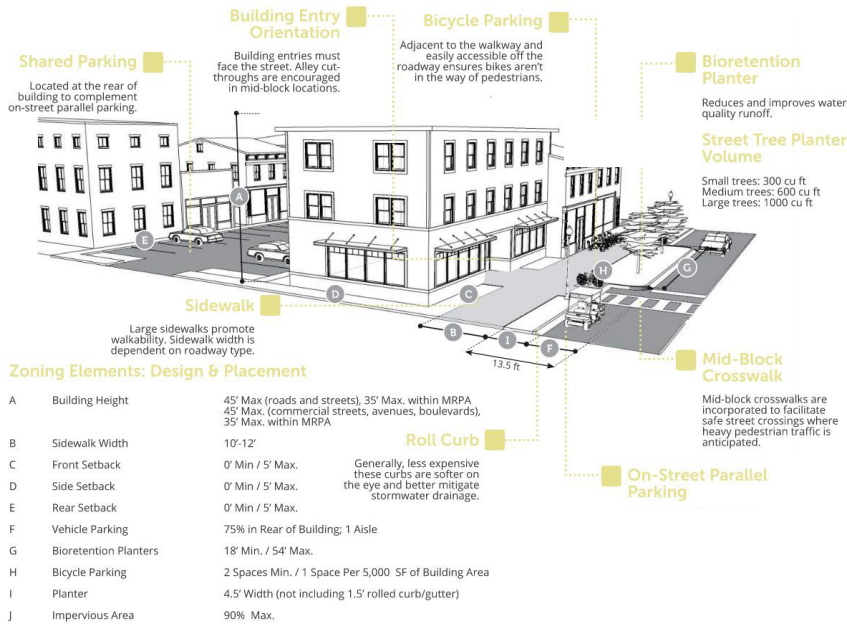 Building Entry
Orientation
Building entries must
face the street. Alley cut-
throughs are encouraged
in mid-block locations.
Bicycle Parking
Adjacent to the walkway and
easily accessible off the
roadway ensures bikes aren't
in the way of pedestrians.
Shared Parking
Located at the rear of
building to complement
on-street parallel parking.
Bioretention
Planter
Reduces and improves water
quality runoff.
Street Tree Planter
Volume
Small trees: 300 cu ft
Medium trees: 600 cu ft
Large trees: 1000 cu ft
A
E
H
G
D
C
B
I
F
13.5 ft
Sidewalk
Large sidewalks promote
walkability. Sidewalk width is
dependent on roadway type.
Mid-Block
Crosswalk
Mid-block crosswalks are
incorporated to facilitate
safe street crossings where
heavy pedestrian traffic is
anticipated.
Roll Curb
Generally, less expensive
these curbs are softer on
the eye and better mitigate
stormwater drainage.
On-Street Parallel
Parking
Zoning Elements: Design & Placement
A Building Height 45' Max (roads and streets), 35' Max. within MRPA
45' Max. (commercial streets, avenues, boulevards),
35' Max. within MRPA
B Sidewalk Width 10'-12'
C Front Setback 0' Min / 5' Max.
D Side Setback 0' Min / 5' Max.
E Rear Setback 0' Min / 5' Max.
F Vehicle Parking 75% in Rear of Building; 1 Aisle
G Bioretention Planters 18' Min. / 54' Max.
H Bicycle Parking 2 Spaces Min. / 1 Space Per 5,000 SF of Building Area
I Planter 4.5' Width (not including 1.5' rolled curb/gutter)
J Impervious Area 90% Max.